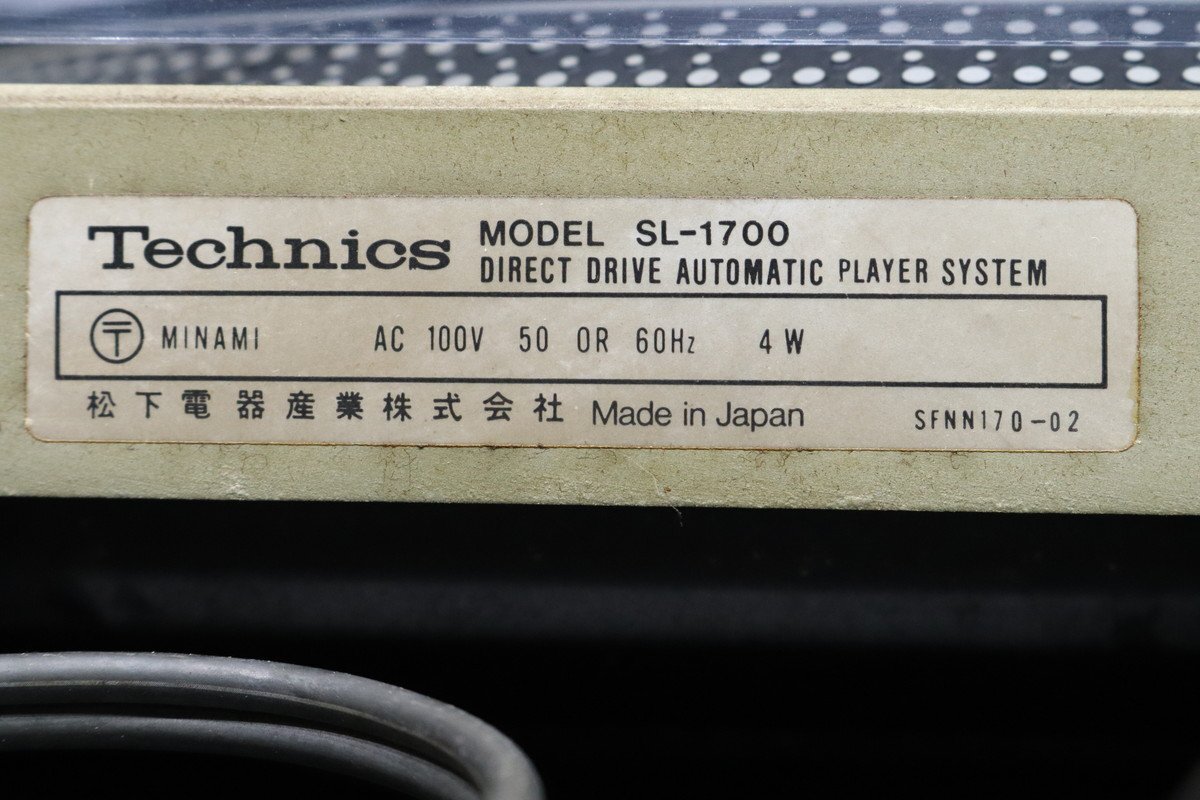 Technics
MODEL SL-1700
DIRECT DRIVE AUTOMATIC PLAYER SYSTEM
〒 MINAMI AC 100V 50 OR 60Hz 4 W
松下電器産業株式会社 Made in Japan SFNN170-02